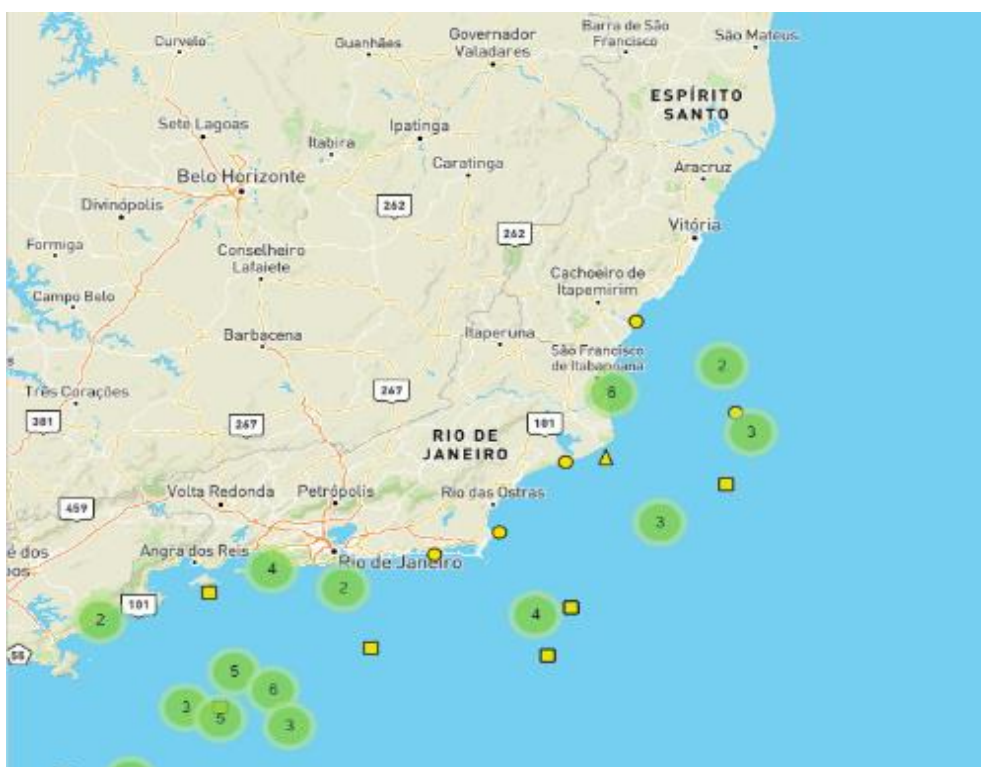 Curvelo
Guanhães
Governador
Valadares
Barra de São
Francisco
São Mateus
ESPÍRITO
SANTO
Sete Lagoas
Itabira
Ipatinga
Caratinga
Aracruz
Belo Horizonte
Divinópolis
262
262
Vitória
Formiga
Conselheiro
Lafaiete
Cachoeiro de
Itapemirim
Campo Belo
Barbacena
Itaperuna
São Francisco
de Itabapoana
2
Três Corações
267
6
381
267
101
3
RIO DE
JANEIRO
Volta Redonda
Petrópolis
Rio das Ostras
459
3
é dos
Angra dos Reis
Rio de Janeiro
4
2
101
2
4
55
5
6
3
5
3